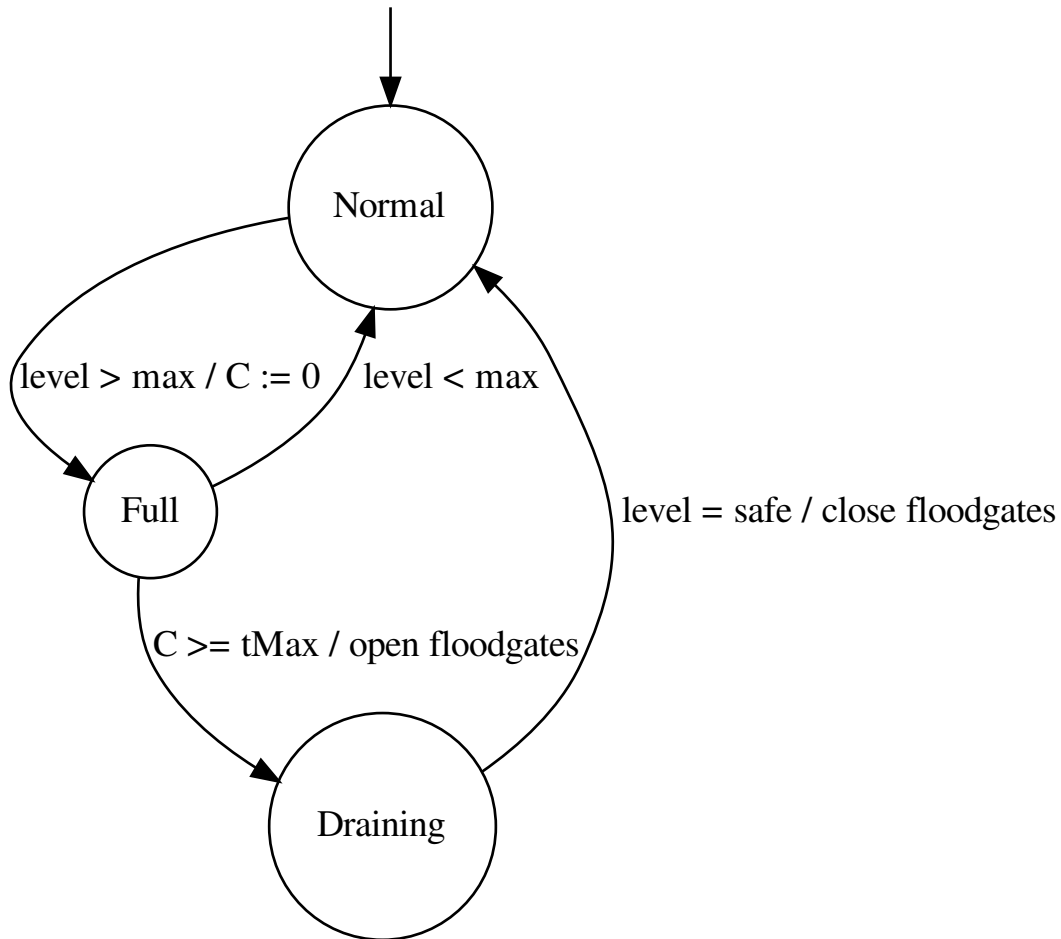 Normal
level > max / C := 0
level < max
Full
level = safe / close floodgates
C >= tMax / open floodgates
Draining